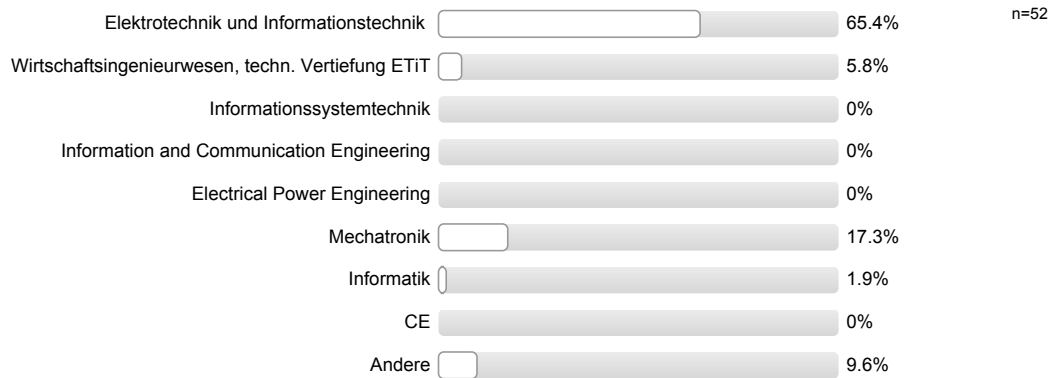 n=52
Elektrotechnik und Informationstechnik 65.4%
Wirtschaftsingenieurwesen, techn. Vertiefung ETiT 5.8%
Informationssystemtechnik 0%
Information and Communication Engineering 0%
Electrical Power Engineering 0%
Mechatronik 17.3%
Informatik 1.9%
CE 0%
Andere 9.6%